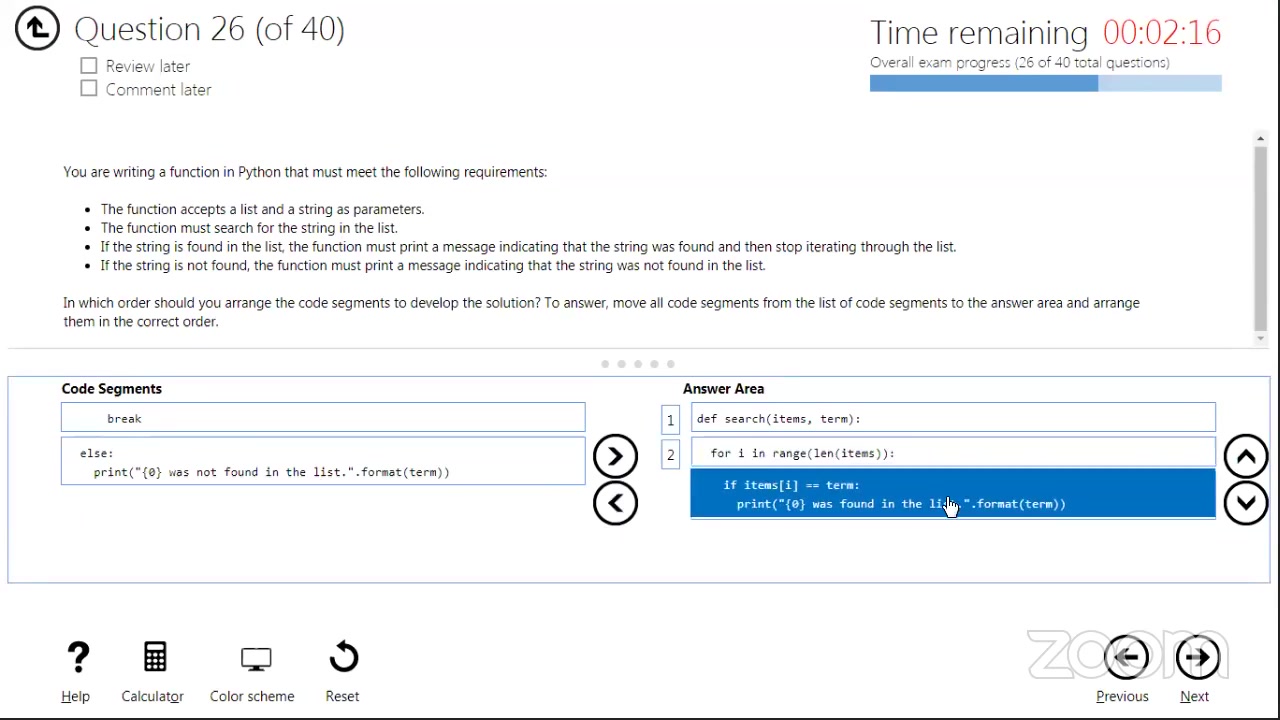 Question 26 (of 40)
Review later
Comment later
Time remaining 00:02:16
Overall exam progress (26 of 40 total questions)
You are writing a function in Python that must meet the following requirements:
• The function accepts a list and a string as parameters.
• The function must search for the string in the list.
• If the string is found in the list, the function must print a message indicating that the string was found and then stop iterating through the list.
• If the string is not found, the function must print a message indicating that the string was not found in the list.
In which order should you arrange the code segments to develop the solution? To answer, move all code segments from the list of code segments to the answer area and arrange
them in the correct order.
Code Segments
break
else:
print("{0} was not found in the list.".format(term))
Answer Area
1 def search(items, term):
2 for i in range(len(items)):
if items[i] == term:
print("{0} was found in the list.".format(term))
Help
Calculator
Color scheme
Reset
Previous
Next
zoom